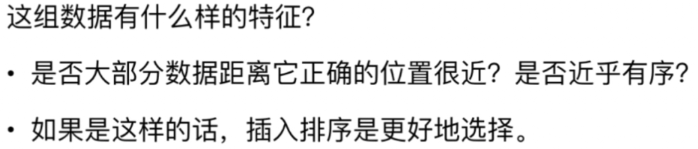 这组数据有什么样的特征？
• 是否大部分数据距离它正确的位置很近？是否近乎有序？
• 如果是这样的话，插入排序是更好地选择。